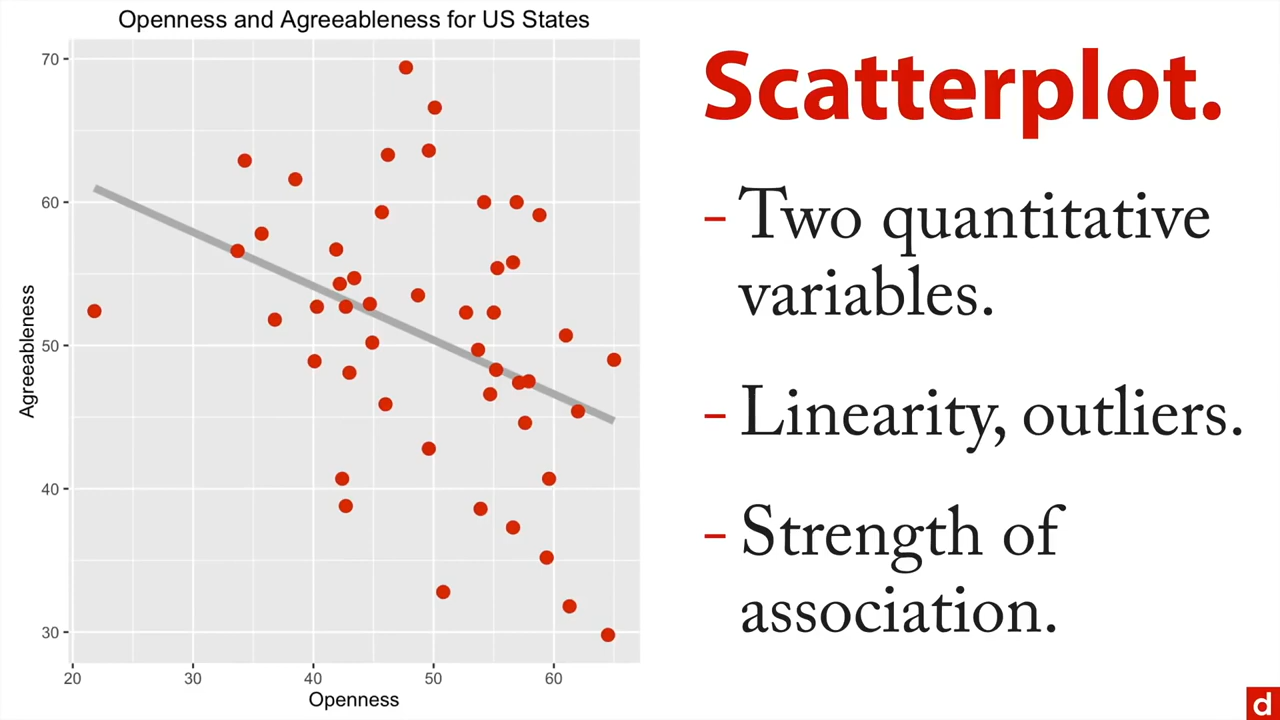 Openness and Agreeableness for US States
70
60
50
40
30
Agreeableness
20
30
40
50
60
Openness
Scatterplot.
- Two quantitative
variables.
- Linearity, outliers.
- Strength of
association.
d